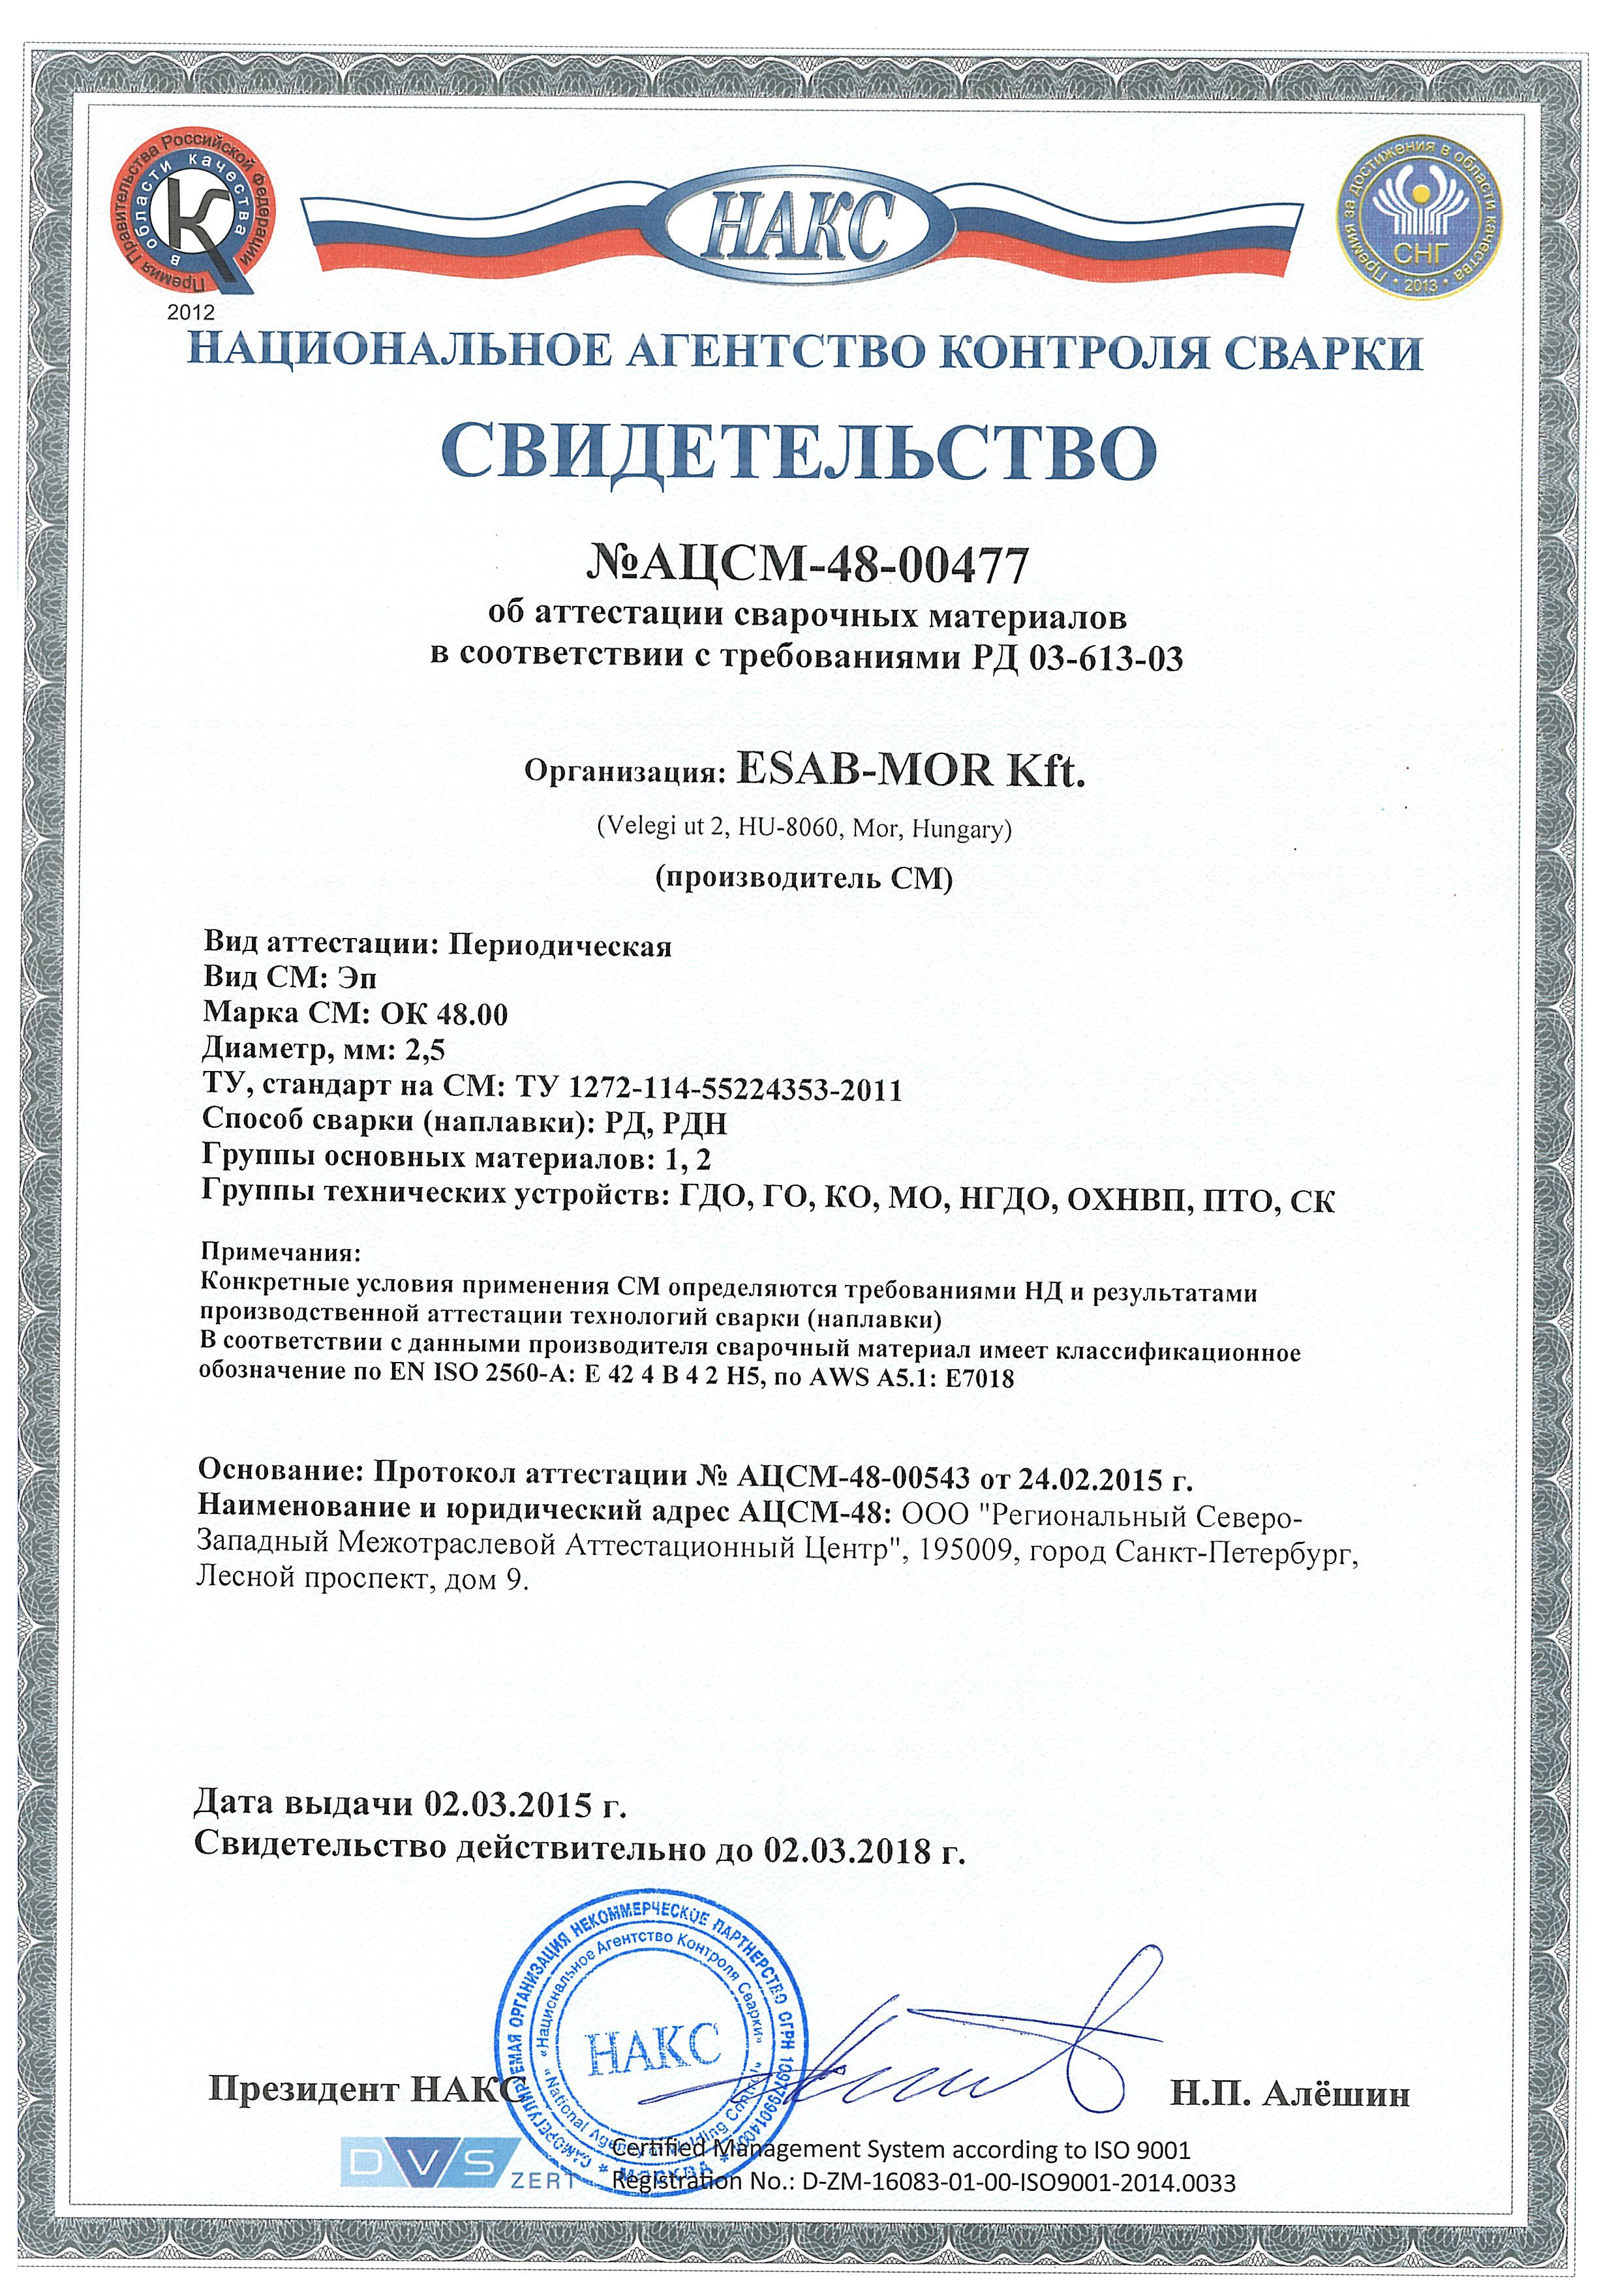 Премия Правительства Российской Федерации
в области качества
2012
НАКС
Премия за достижения в области качества
СНГ
• 2013 •
НАЦИОНАЛЬНОЕ АГЕНТСТВО КОНТРОЛЯ СВАРКИ
СВИДЕТЕЛЬСТВО
№АЦСМ-48-00477
об аттестации сварочных материалов
в соответствии с требованиями РД 03-613-03
Организация: ESAB-MOR Kft.
(Velegi ut 2, HU-8060, Mor, Hungary)
(производитель СМ)
Вид аттестации: Периодическая
Вид СМ: Эп
Марка СМ: ОК 48.00
Диаметр, мм: 2,5
ТУ, стандарт на СМ: ТУ 1272-114-55224353-2011
Способ сварки (наплавки): РД, РДН
Группы основных материалов: 1, 2
Группы технических устройств: ГДО, ГО, КО, МО, НГДО, ОХНВП, ПТО, СК
Примечания:
Конкретные условия применения СМ определяются требованиями НД и результатами
производственной аттестации технологий сварки (наплавки)
В соответствии с данными производителя сварочный материал имеет классификационное
обозначение по EN ISO 2560-A: E 42 4 B 4 2 H5, по AWS A5.1: E7018
Основание: Протокол аттестации № АЦСМ-48-00543 от 24.02.2015 г.
Наименование и юридический адрес АЦСМ-48: ООО "Региональный Северо-
Западный Межотраслевой Аттестационный Центр", 195009, город Санкт-Петербург,
Лесной проспект, дом 9.
Дата выдачи 02.03.2015 г.
Свидетельство действительно до 02.03.2018 г.
САМОРЕГУЛИРУЕМАЯ ОРГАНИЗАЦИЯ НЕКОММЕРЧЕСКОЕ ПАРТНЕРСТВО ОГРН
* МОСКВА *
«Национальное Агентство Контроля Сварки»
"National Agency of Welding Control"
НАКС
Президент НАКС
Н.П. Алёшин
DVS
ZERT
Certified Management System according to ISO 9001
Registration No.: D-ZM-16083-01-00-ISO9001-2014.0033